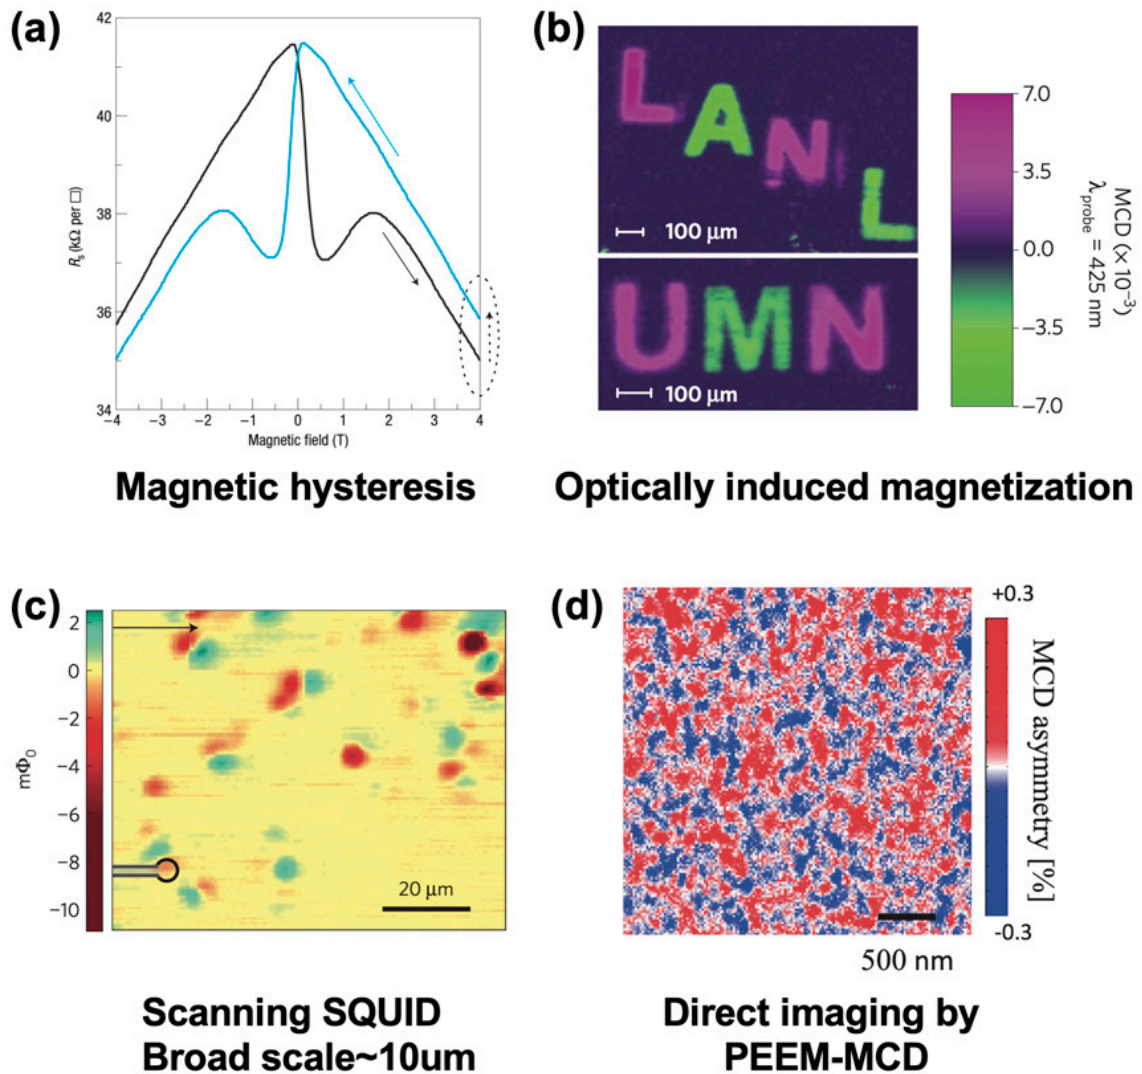 (a)
42
40
38
36
34
Rs (kΩ per □)
−4 −3 −2 −1 0 1 2 3 4
Magnetic field (T)
Magnetic hysteresis
(b)
LANL
100 μm
UMN
100 μm
7.0
3.5
0.0
−3.5
−7.0
MCD (×10⁻³)
λprobe = 425 nm
Optically induced magnetization
(c)
2
0
−2
−4
−6
−8
−10
mΦ0
20 μm
Scanning SQUID
Broad scale~10um
(d)
+0.3
-0.3
MCD asymmetry [%]
500 nm
Direct imaging by
PEEM-MCD